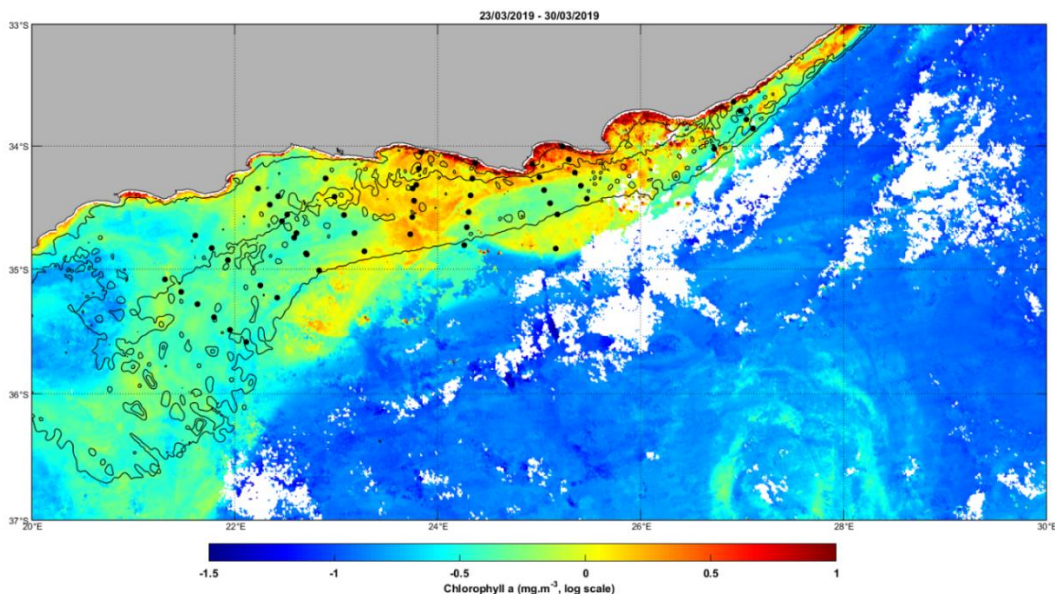 23/03/2019 - 30/03/2019
33°S
34°S
35°S
36°S
37°S
20°E
22°E
24°E
26°E
28°E
30°E
-1.5
-1
-0.5
0
0.5
1
Chlorophyll a (mg.m⁻³, log scale)